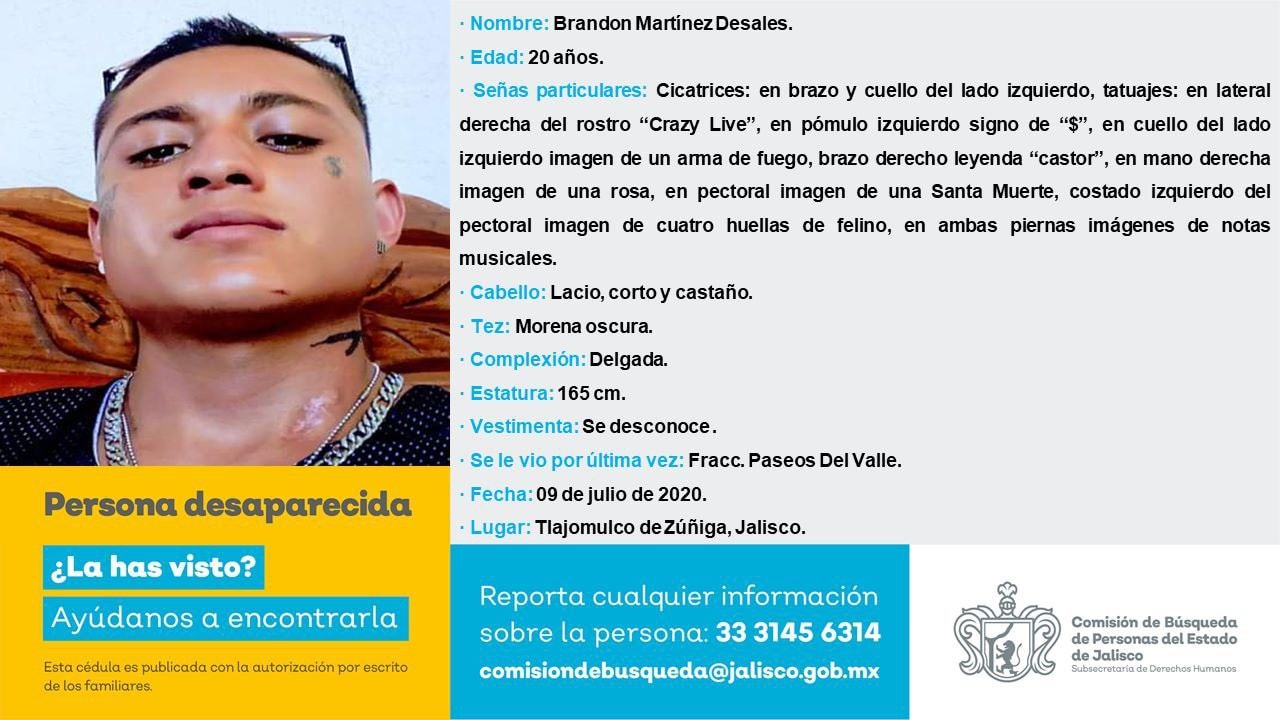 · Nombre: Brandon Martínez Desales.
· Edad: 20 años.
· Señas particulares: Cicatrices: en brazo y cuello del lado izquierdo, tatuajes: en lateral
derecha del rostro “Crazy Live”, en pómulo izquierdo signo de “$”, en cuello del lado
izquierdo imagen de un arma de fuego, brazo derecho leyenda “castor”, en mano derecha
imagen de una rosa, en pectoral imagen de una Santa Muerte, costado izquierdo del
pectoral imagen de cuatro huellas de felino, en ambas piernas imágenes de notas
musicales.
· Cabello: Lacio, corto y castaño.
· Tez: Morena oscura.
· Complexión: Delgada.
· Estatura: 165 cm.
· Vestimenta: Se desconoce.
· Se le vio por última vez: Fracc. Paseos Del Valle.
· Fecha: 09 de julio de 2020.
· Lugar: Tlajomulco de Zúñiga, Jalisco.
Persona desaparecida
¿La has visto?
Ayúdanos a encontrarla
Esta cédula es publicada con la autorización por escrito
de los familiares.
Reporta cualquier información
sobre la persona: 33 3145 6314
comisiondebusqueda@jalisco.gob.mx
Comisión de Búsqueda
de Personas del Estado
de Jalisco
Subsecretaría de Derechos Humanos